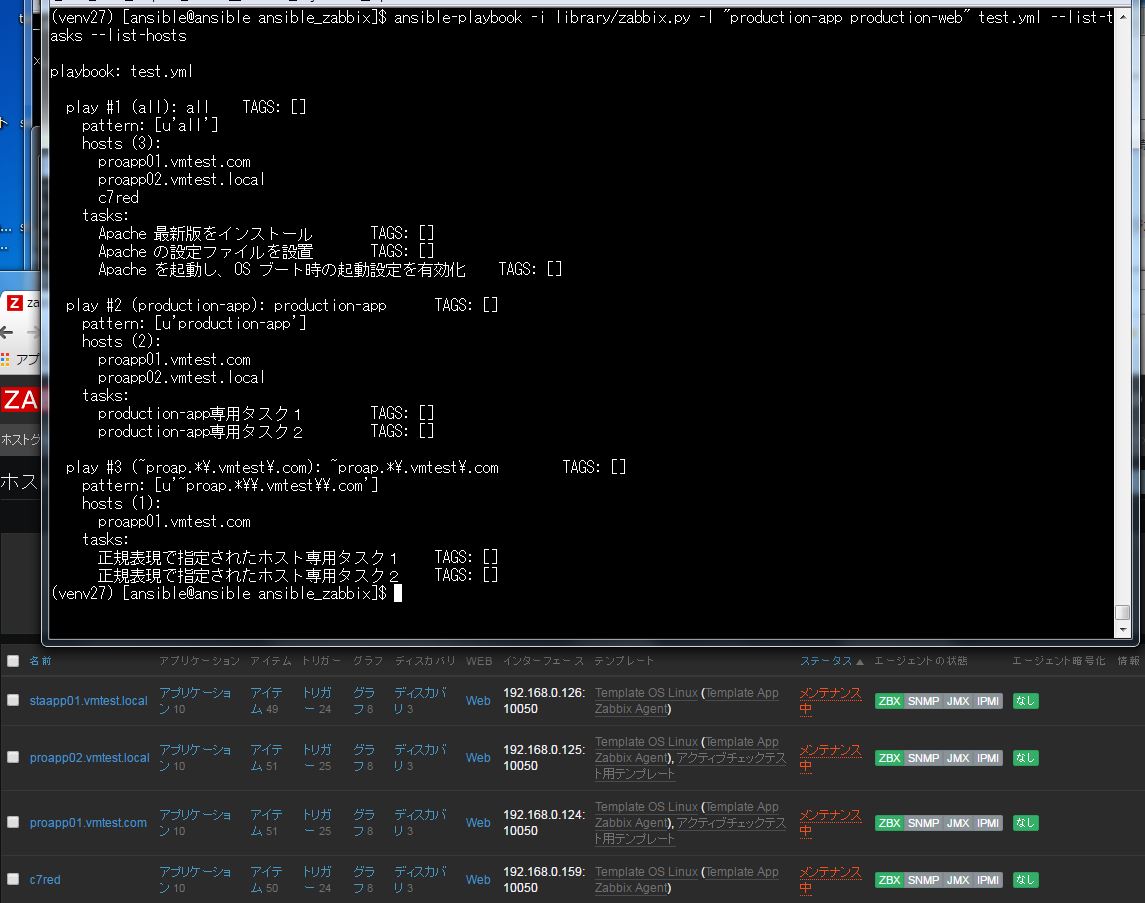 (venv27) [ansible@ansible ansible_zabbix]$ ansible-playbook -i library/zabbix.py -l "production-app production-web" test.yml --list-t
asks --list-hosts
playbook: test.yml
play #1 (all): all TAGS: []
pattern: [u'all']
hosts (3):
proapp01.vmtest.com
proapp02.vmtest.local
c7red
tasks:
Apache 最新版をインストール TAGS: []
Apache の設定ファイルを設置 TAGS: []
Apache を起動し、OS ブート時の起動設定を有効化 TAGS: []
play #2 (production-app): production-app TAGS: []
pattern: [u'production-app']
hosts (2):
proapp01.vmtest.com
proapp02.vmtest.local
tasks:
production-app専用タスク1 TAGS: []
production-app専用タスク2 TAGS: []
play #3 (~proap.*¥.vmtest¥.com): ~proap.*¥.vmtest¥.com TAGS: []
pattern: [u'~proap.*¥¥.vmtest¥¥.com']
hosts (1):
proapp01.vmtest.com
tasks:
正規表現で指定されたホスト専用タスク1 TAGS: []
正規表現で指定されたホスト専用タスク2 TAGS: []
(venv27) [ansible@ansible ansible_zabbix]$
Z za
アプ
ZA
ホストグ
ホス
名前 アプリケーション アイテム トリガー グラフ ディスカバリ WEB インターフェース テンプレート ステータス▲ エージェントの状態 エージェント暗号化 情報
staapp01.vmtest.local アプリケーション 10 アイテム 49 トリガー 24 グラフ 8 ディスカバリ 3 Web 192.168.0.126: 10050 Template OS Linux (Template App Zabbix Agent) メンテナンス中 ZBX SNMP JMX IPMI なし
proapp02.vmtest.local アプリケーション 10 アイテム 51 トリガー 25 グラフ 8 ディスカバリ 3 Web 192.168.0.125: 10050 Template OS Linux (Template App Zabbix Agent), アクティブチェックテスト用テンプレート メンテナンス中 ZBX SNMP JMX IPMI なし
proapp01.vmtest.com アプリケーション 10 アイテム 51 トリガー 25 グラフ 8 ディスカバリ 3 Web 192.168.0.124: 10050 Template OS Linux (Template App Zabbix Agent), アクティブチェックテスト用テンプレート メンテナンス中 ZBX SNMP JMX IPMI なし
c7red アプリケーション 10 アイテム 50 トリガー 24 グラフ 8 ディスカバリ 3 Web 192.168.0.159: 10050 Template OS Linux (Template App Zabbix Agent) メンテナンス中 ZBX SNMP JMX IPMI なし